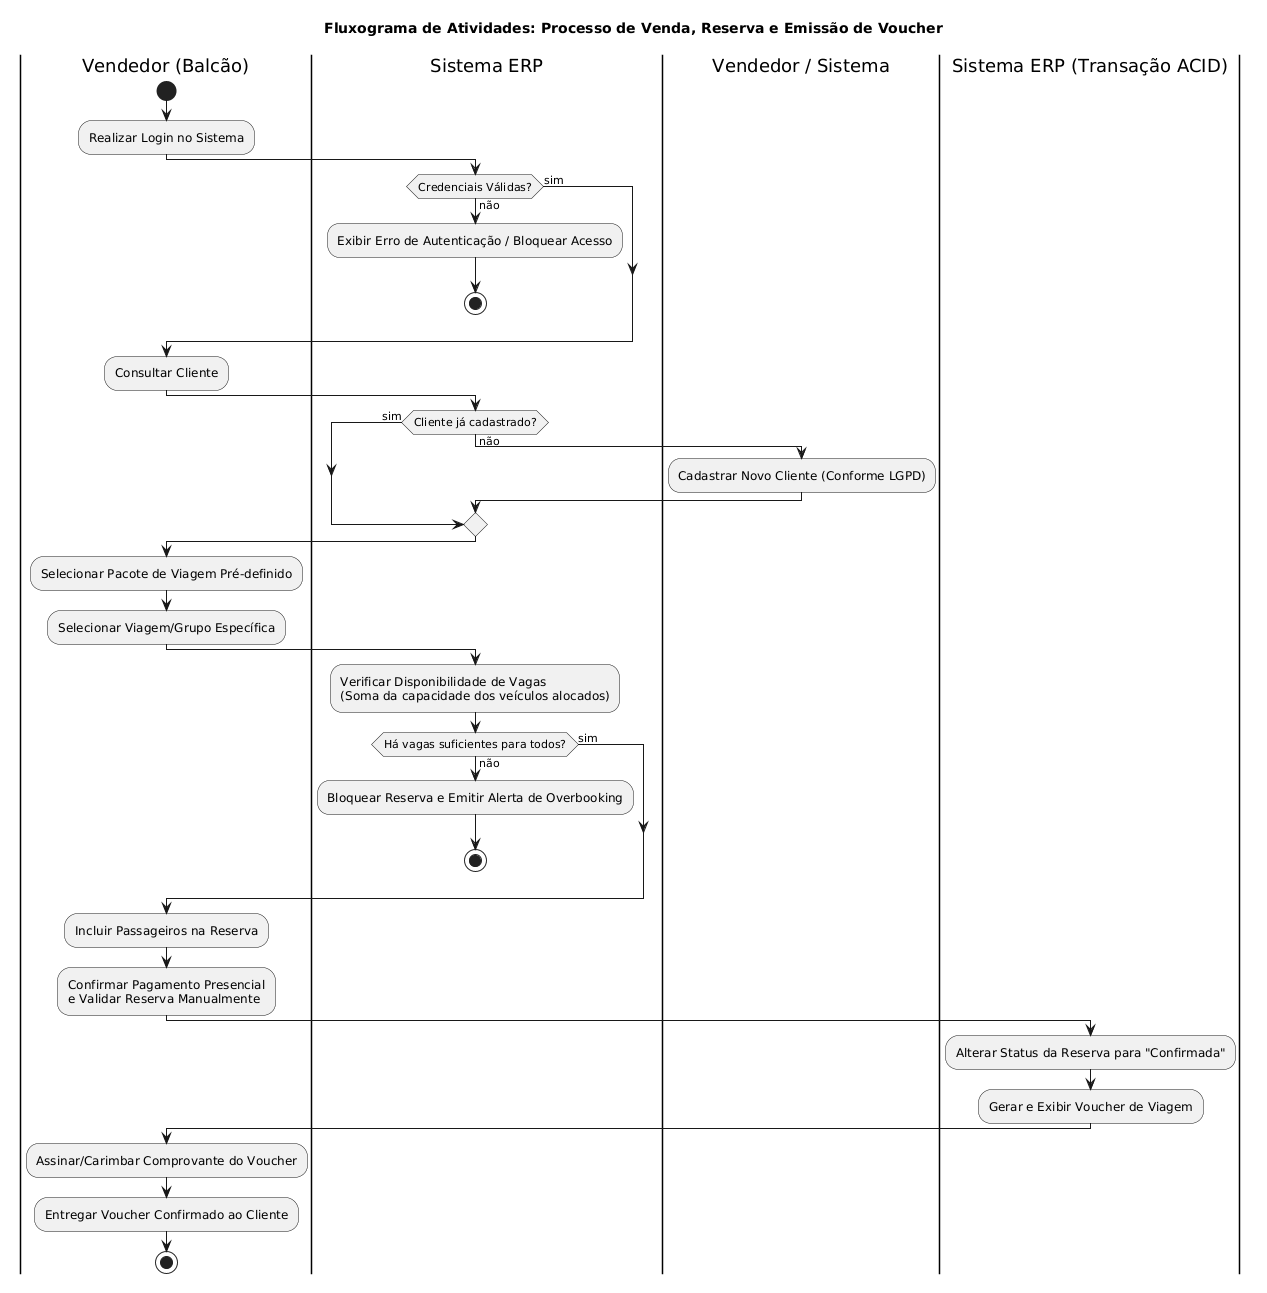 Fluxograma de Atividades: Processo de Venda, Reserva e Emissão de Voucher
Vendedor (Balcão)
Sistema ERP
Vendedor / Sistema
Sistema ERP (Transação ACID)
Realizar Login no Sistema
Credenciais Válidas?
sim
não
Exibir Erro de Autenticação / Bloquear Acesso
Consultar Cliente
sim
Cliente já cadastrado?
não
Cadastrar Novo Cliente (Conforme LGPD)
Selecionar Pacote de Viagem Pré-definido
Selecionar Viagem/Grupo Específica
Verificar Disponibilidade de Vagas
(Soma da capacidade dos veículos alocados)
Há vagas suficientes para todos?
sim
não
Bloquear Reserva e Emitir Alerta de Overbooking
Incluir Passageiros na Reserva
Confirmar Pagamento Presencial
e Validar Reserva Manualmente
Alterar Status da Reserva para "Confirmada"
Gerar e Exibir Voucher de Viagem
Assinar/Carimbar Comprovante do Voucher
Entregar Voucher Confirmado ao Cliente